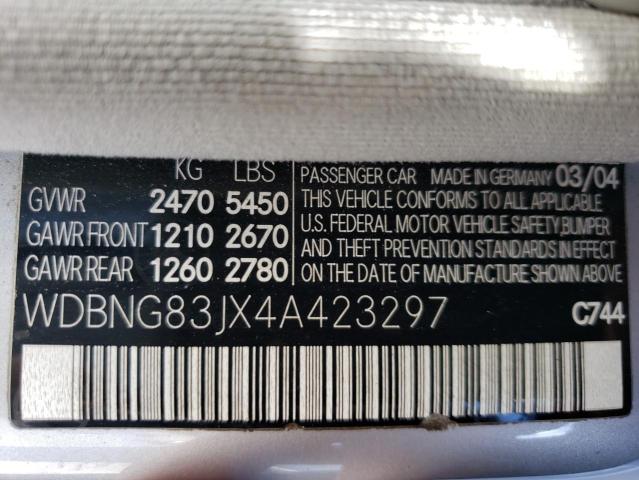 KG LBS
GVWR 2470 5450
GAWR FRONT 1210 2670
GAWR REAR 1260 2780
PASSENGER CAR MADE IN GERMANY 03/04
THIS VEHICLE CONFORMS TO ALL APPLICABLE
U.S. FEDERAL MOTOR VEHICLE SAFETY, BUMPER
AND THEFT PREVENTION STANDARDS IN EFFECT
ON THE DATE OF MANUFACTURE SHOWN ABOVE
WDBNG83JX4A423297 C744